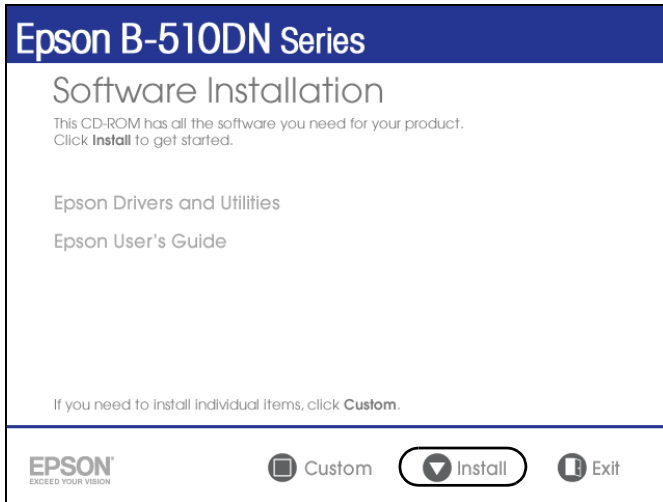 Epson B-510DN Series
Software Installation
This CD-ROM has all the software you need for your product.
Click Install to get started.
Epson Drivers and Utilities
Epson User's Guide
If you need to install individual items, click Custom.
EPSON®
EXCEED YOUR VISION
Custom
Install
Exit